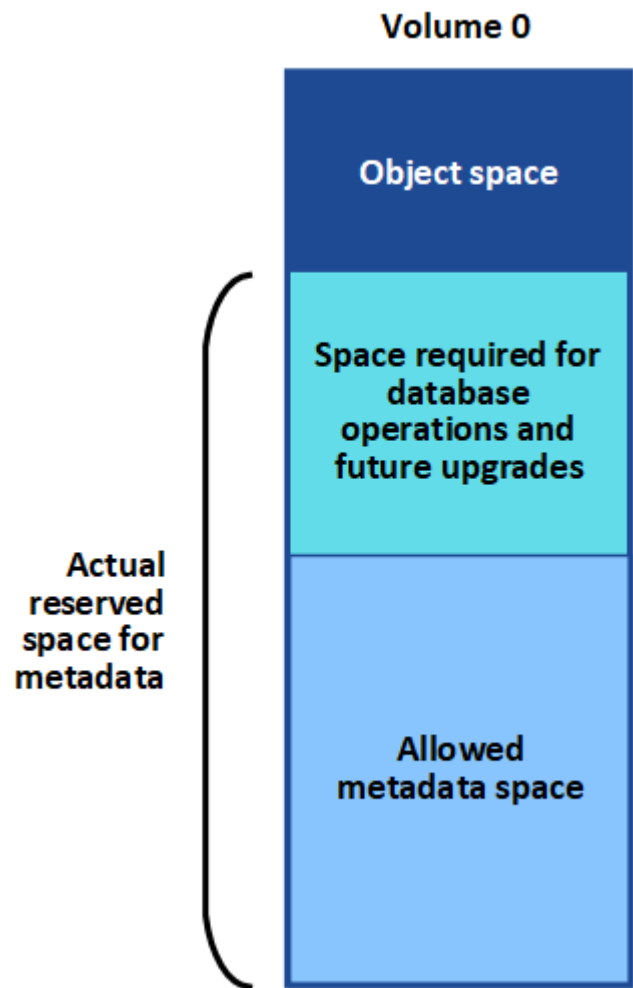 Volume 0
Object space
Space required for
database
operations and
future upgrades
Actual
reserved
space for
metadata
Allowed
metadata space